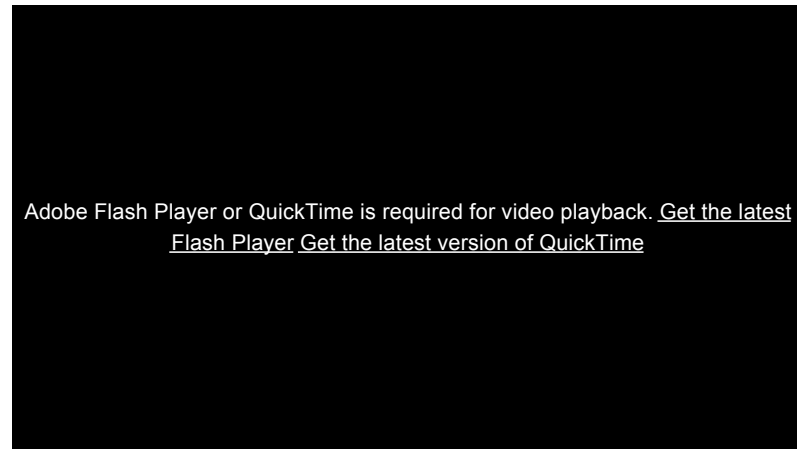 Adobe Flash Player or QuickTime is required for video playback. Get the latest
Flash Player Get the latest version of QuickTime